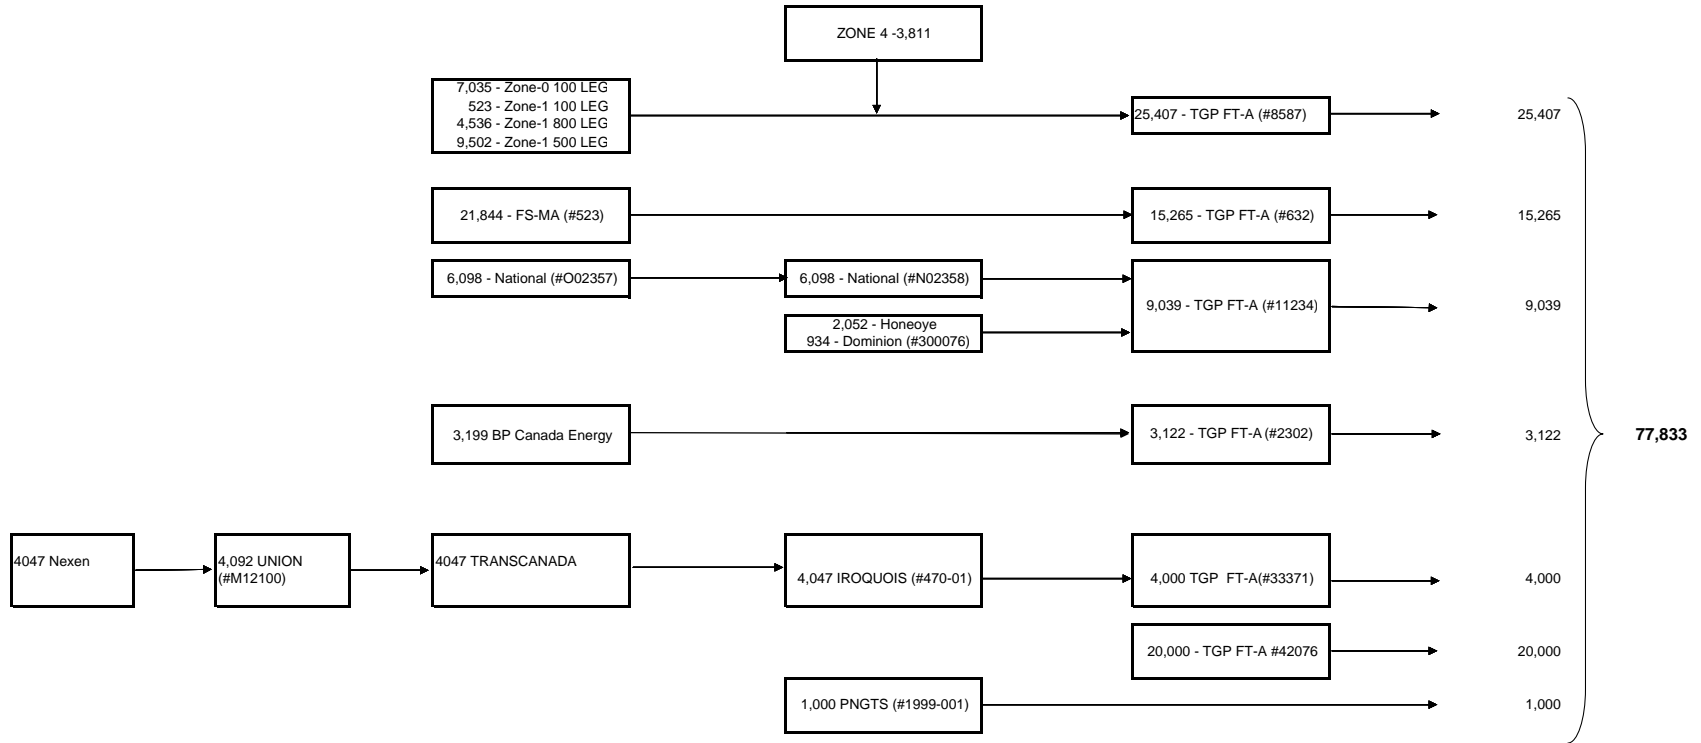 ZONE 4 -3,811
7,035 - Zone-0 100 LEG
523 - Zone-1 100 LEG
4,536 - Zone-1 800 LEG
9,502 - Zone-1 500 LEG
25,407 - TGP FT-A (#8587)
25,407
21,844 - FS-MA (#523)
15,265 - TGP FT-A (#632)
15,265
6,098 - National (#O02357)
6,098 - National (#N02358)
2,052 - Honeoye
934 - Dominion (#300076)
9,039 - TGP FT-A (#11234)
9,039
3,199 BP Canada Energy
3,122 - TGP FT-A (#2302)
3,122
77,833
4047 Nexen
4,092 UNION
(#M12100)
4047 TRANSCANADA
4,047 IROQUOIS (#470-01)
4,000 TGP FT-A(#33371)
4,000
20,000 - TGP FT-A #42076
20,000
1,000 PNGTS (#1999-001)
1,000